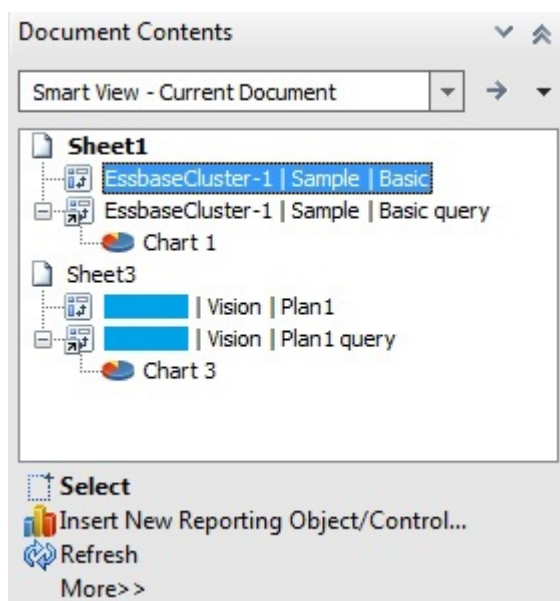 Document Contents
Smart View - Current Document
Sheet1
EssbaseCluster-1 | Sample | Basic
EssbaseCluster-1 | Sample | Basic query
Chart 1
Sheet3
| Vision | Plan1
| Vision | Plan1 query
Chart 3
Select
Insert New Reporting Object/Control...
Refresh
More>>